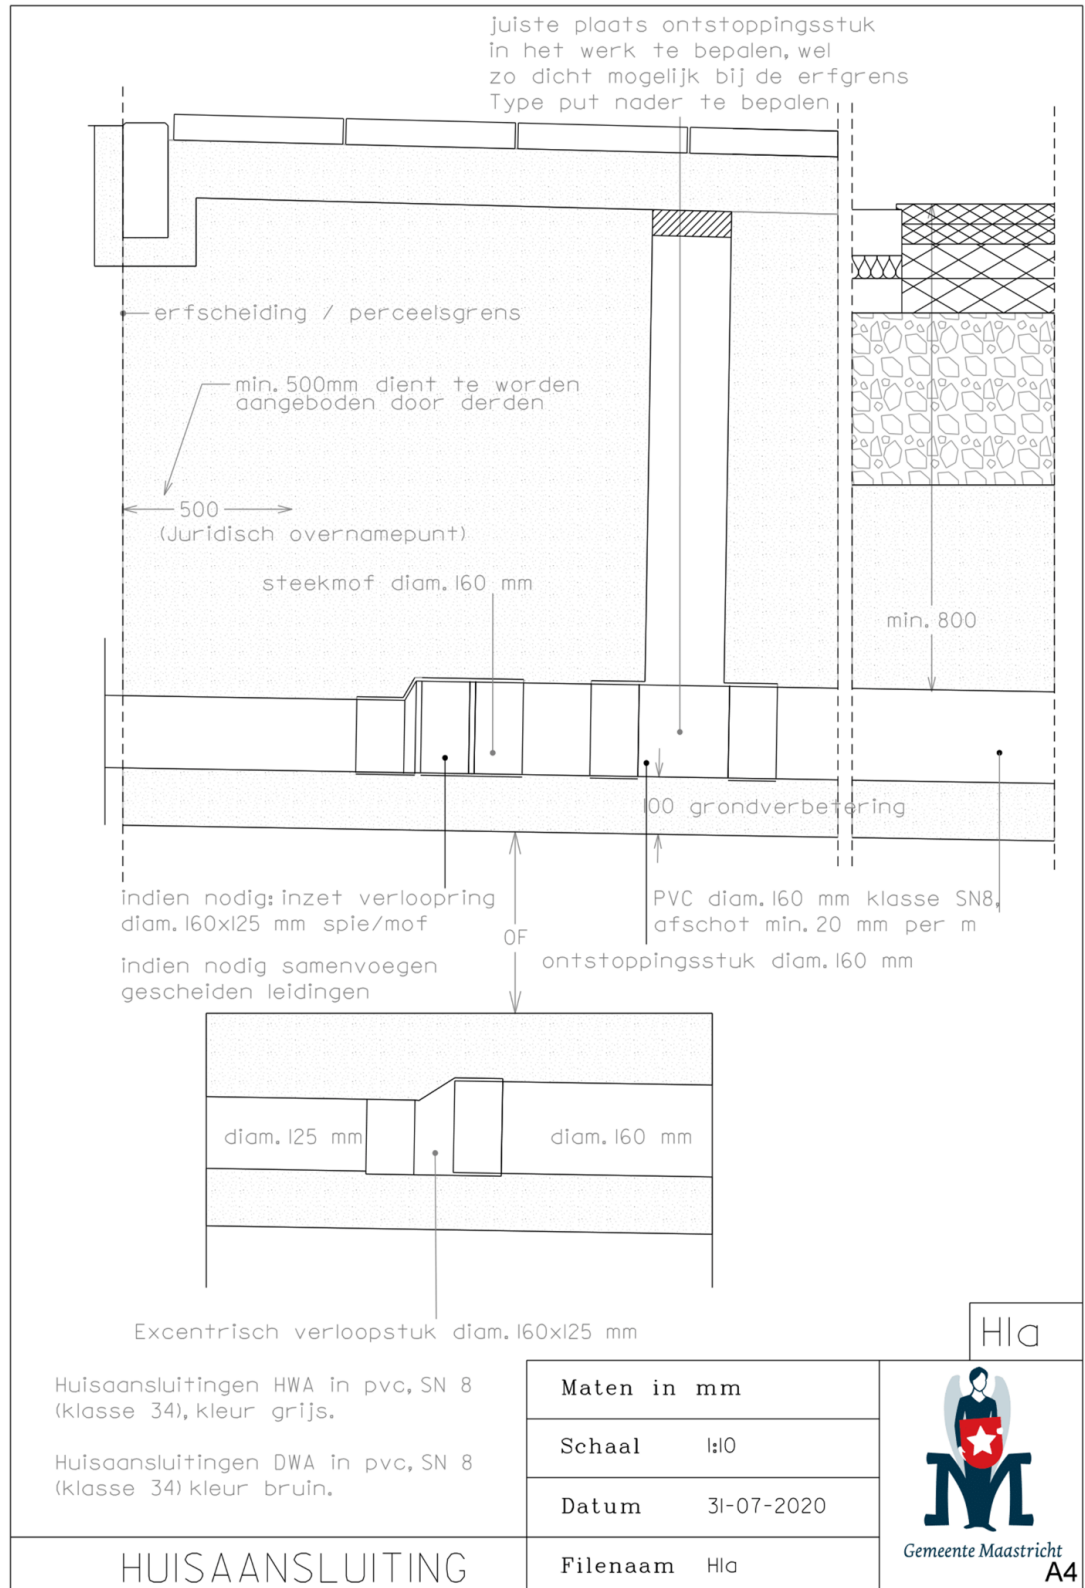 juiste plaats ontstoppingsstuk
in het werk te bepalen, wel
zo dicht mogelijk bij de erfgrens
Type put nader te bepalen
erfscheiding / perceelsgrens
min. 500mm dient te worden
aangeboden door derden
500
(Juridisch overnamepunt)
steekmof diam. 160 mm
min. 800
100 grondverbetering
indien nodig: inzet verloopring
diam. 160x125 mm spie/mof
PVC diam. 160 mm klasse SN8,
afschot min. 20 mm per m
OF
ontstoppingsstuk diam. 160 mm
indien nodig samenvoegen
gescheiden leidingen
diam. 125 mm
diam. 160 mm
Excentrisch verloopstuk diam. 160x125 mm
H1a
Huisaansluitingen HWA in pvc, SN 8
(klasse 34), kleur grijs.
Huisaansluitingen DWA in pvc, SN 8
(klasse 34) kleur bruin.
Maten in mm
Schaal 1:10
Datum 31-07-2020
Filenaam H1a
HUISAANSLUITING
Gemeente Maastricht
A4